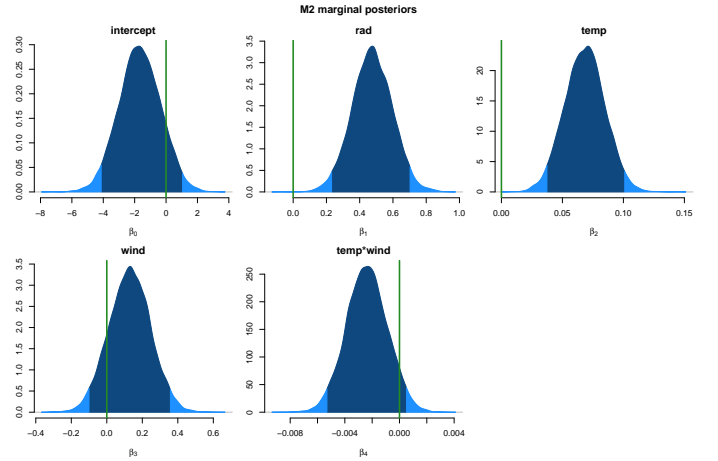 M2 marginal posteriors
intercept
0.00 0.05 0.10 0.15 0.20 0.25 0.30
−8 −6 −4 −2 0 2 4
β0
rad
0.0 0.5 1.0 1.5 2.0 2.5 3.0 3.5
0.0 0.2 0.4 0.6 0.8 1.0
β1
temp
0 5 10 15 20
0.00 0.05 0.10 0.15
β2
wind
0.0 0.5 1.0 1.5 2.0 2.5 3.0 3.5
−0.4 −0.2 0.0 0.2 0.4 0.6
β3
temp*wind
0 50 100 150 200 250
−0.008 −0.004 0.000 0.004
β4